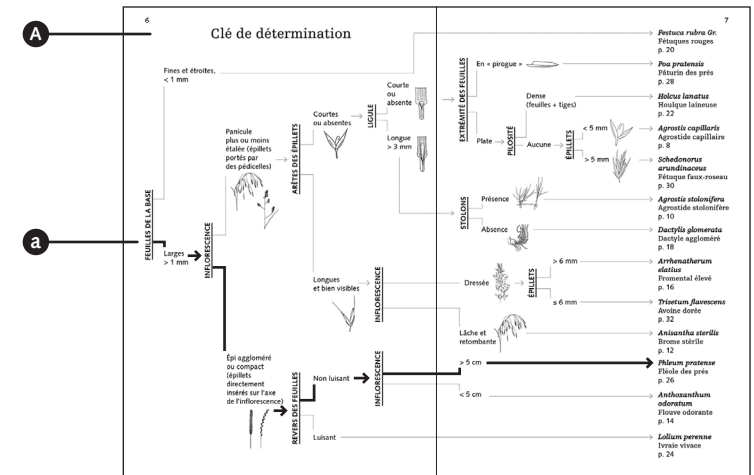 6
7
A
Clé de détermination
a
FEUILLES DE LA BASE
Fines et étroites,
< 1 mm
Larges
> 1 mm
INFLORESCENCE
Panicule
plus ou moins
étalée (épillets
portés par
des pédicelles)
ARÊTES DES ÉPILLETS
Courtes
ou absentes
LIGULE
Courte
ou
absente
Longue
> 3 mm
EXTRÉMITÉ DES FEUILLES
En « pirogue »
Plate
PILOSITÉ
Dense
(feuilles + tiges)
Aucune
ÉPILLETS
< 5 mm
> 5 mm
STOLONS
Présence
Absence
Longues
et bien visibles
INFLORESCENCE
Dressée
ÉPILLETS
> 6 mm
≤ 6 mm
Lâche et
retombante
Épi aggloméré
ou compact
(épillets
directement
insérés sur l'axe
de l'inflorescence)
REVERS DES FEUILLES
Non luisant
INFLORESCENCE
> 5 cm
< 5 cm
Luisant
Festuca rubra Gr.
Fétuques rouges
p. 20
Poa pratensis
Pâturin des prés
p. 28
Holcus lanatus
Houlque laineuse
p. 22
Agrostis capillaris
Agrostide capillaire
p. 8
Schedonorus
arundinaceus
Fétuque faux-roseau
p. 30
Agrostis stolonifera
Agrostide stolonifère
p. 10
Dactylis glomerata
Dactyle aggloméré
p. 18
Arrhenatherum
elatius
Fromental élevé
p. 16
Trisetum flavescens
Avoine dorée
p. 32
Anisantha sterilis
Brome stérile
p. 12
Phleum pratense
Fléole des prés
p. 26
Anthoxanthum
odoratum
Flouve odorante
p. 14
Lolium perenne
Ivraie vivace
p. 24